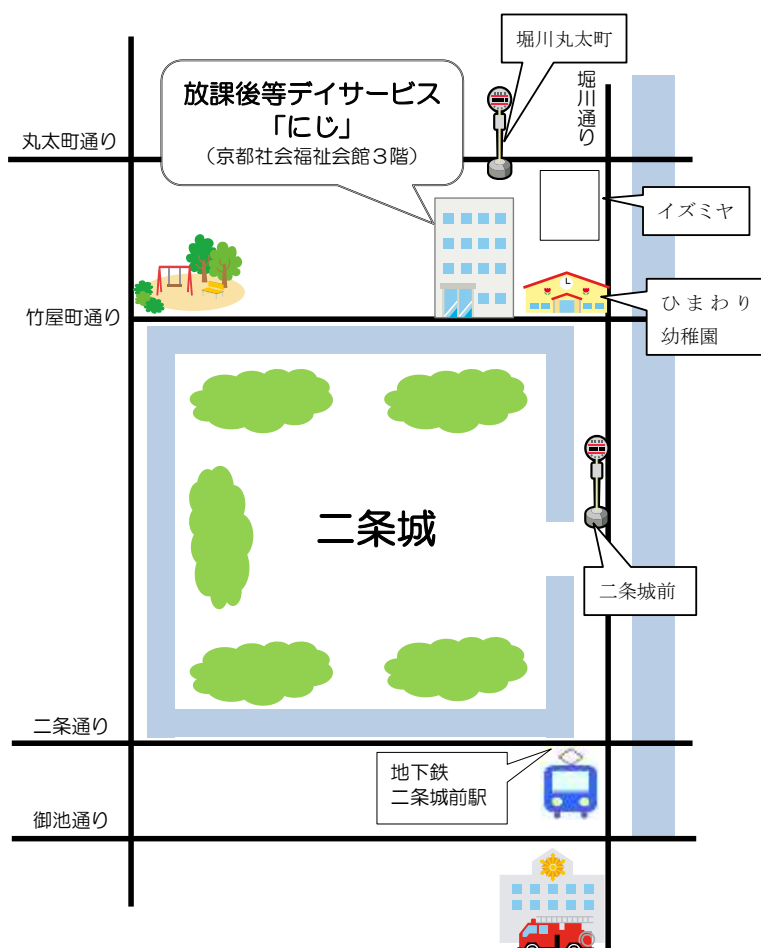 堀川丸太町
堀川通り
放課後等デイサービス
「にじ」
（京都社会福祉会館３階）
丸太町通り
イズミヤ
ひまわり
幼稚園
竹屋町通り
二条城
二条城前
二条通り
地下鉄
二条城前駅
御池通り